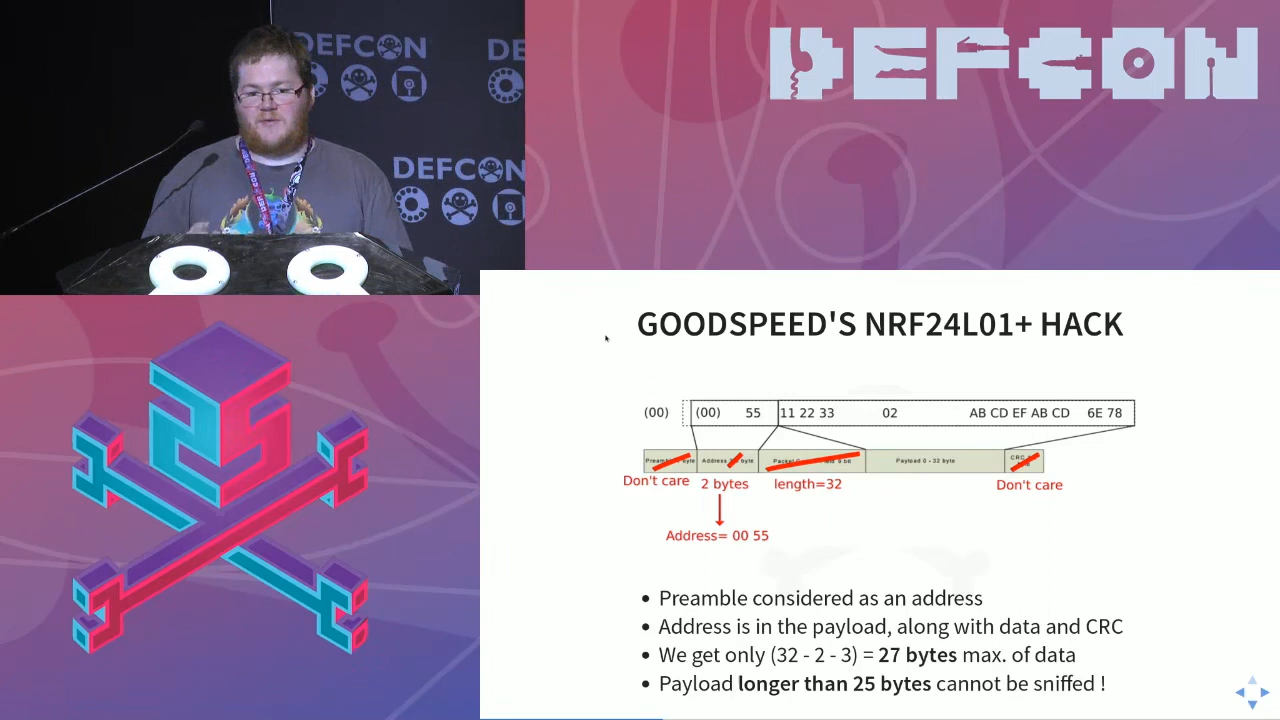 DEFCON
DE
DEFCON
DEFCON
GOODSPEED'S NRF24L01+ HACK
(00) (00) 55 11 22 33 02 AB CD EF AB CD 6E 78
Payload 0 - 32 byte
Don't care 2 bytes length=32 Don't care
Address= 00 55
• Preamble considered as an address
• Address is in the payload, along with data and CRC
• We get only (32 - 2 - 3) = 27 bytes max. of data
• Payload longer than 25 bytes cannot be sniffed !